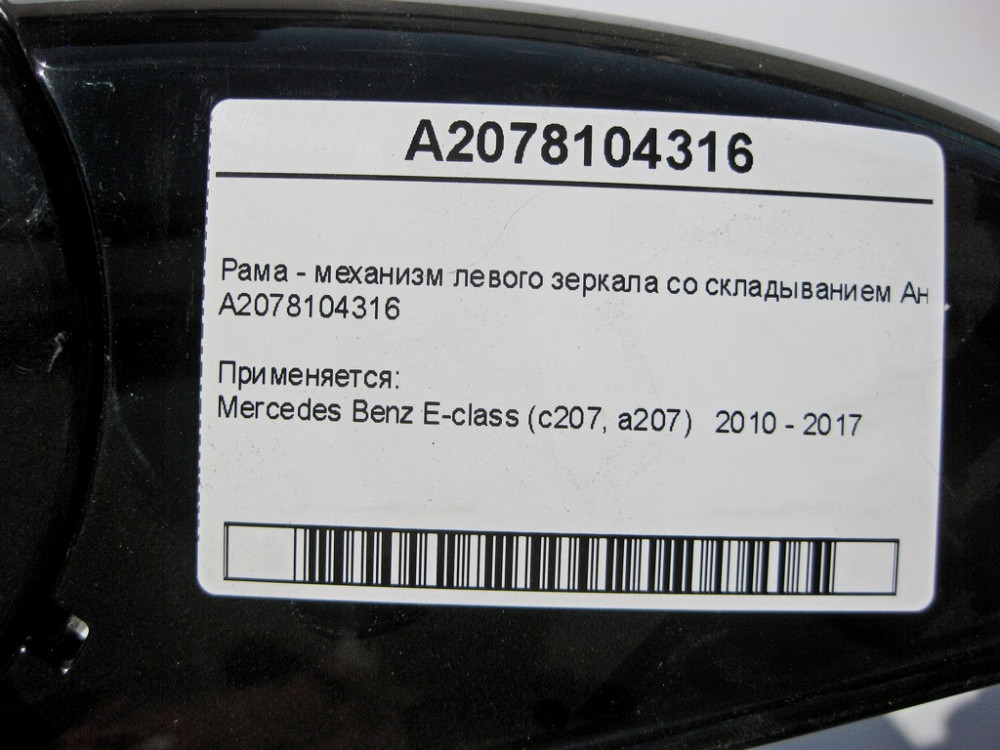 A2078104316
Рама - механизм левого зеркала со складыванием Ан
A2078104316
Применяется:
Mercedes Benz E-class (c207, a207) 2010 - 2017